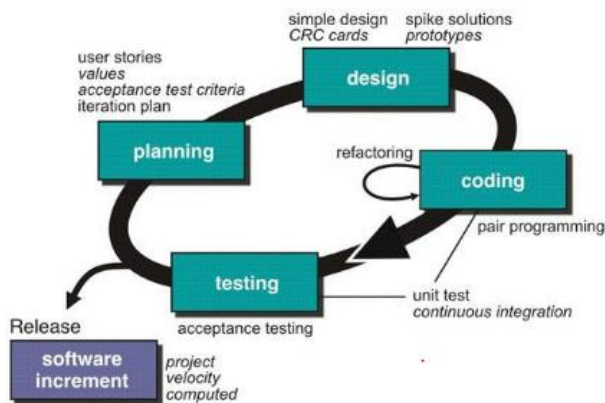 simple design
CRC cards
spike solutions
prototypes
user stories
values
acceptance test criteria
iteration plan
design
planning
refactoring
coding
pair programming
testing
unit test
continuous integration
acceptance testing
Release
software
increment
project
velocity
computed